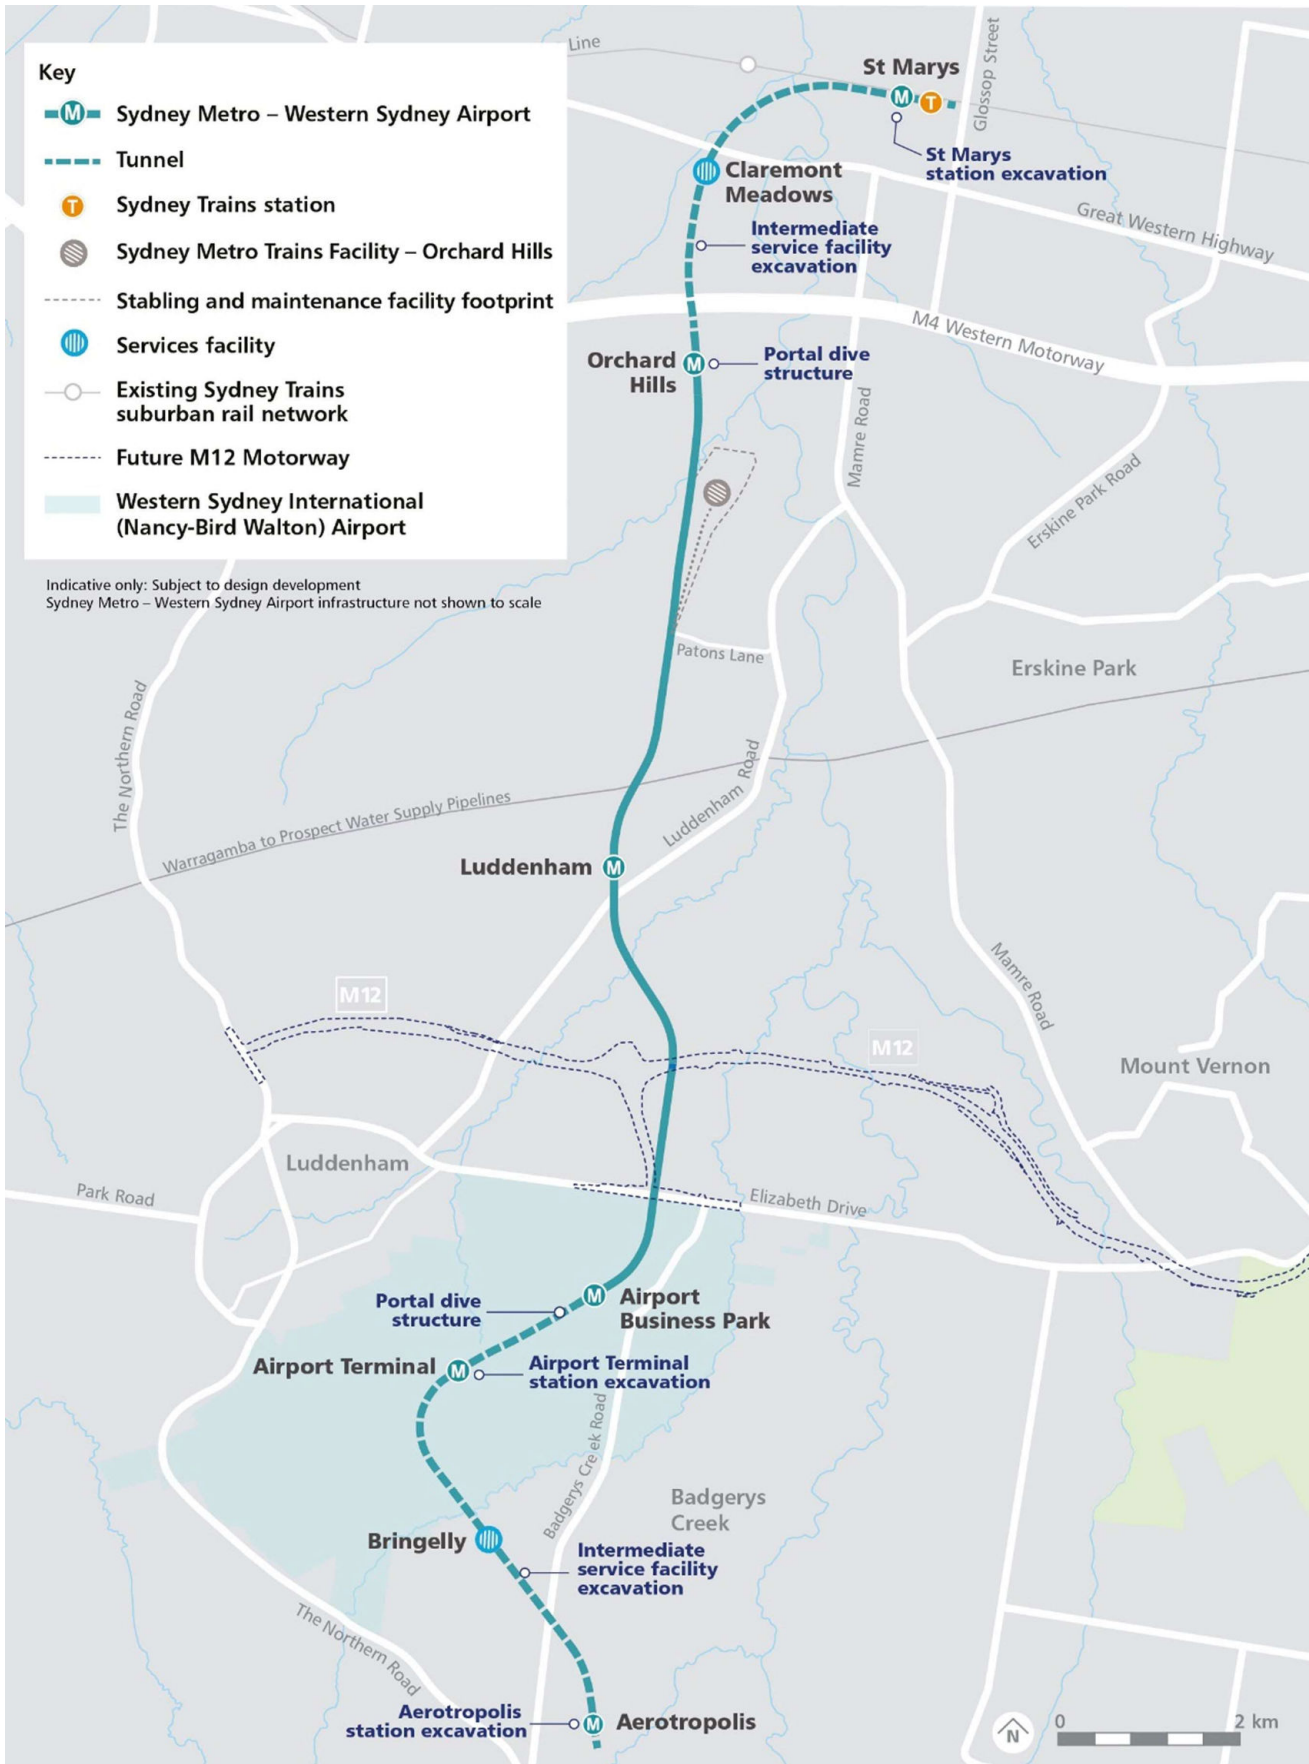 Key
M
Sydney Metro – Western Sydney Airport
Tunnel
T
Sydney Trains station
Sydney Metro Trains Facility – Orchard Hills
Stabling and maintenance facility footprint
Services facility
Existing Sydney Trains
suburban rail network
Future M12 Motorway
Western Sydney International
(Nancy-Bird Walton) Airport
Indicative only: Subject to design development
Sydney Metro – Western Sydney Airport infrastructure not shown to scale
Line
St Marys
M
T
Glossop Street
St Marys
station excavation
Claremont
Meadows
Great Western Highway
Intermediate
service facility
excavation
M4 Western Motorway
Orchard
Hills
M
Portal dive
structure
Mamre Road
Erskine Park Road
Patons Lane
Erskine Park
The Northern Road
Luddenham Road
Warragamba to Prospect Water Supply Pipelines
Luddenham
M
Mamre Road
M12
M12
Mount Vernon
Luddenham
Park Road
Elizabeth Drive
M
Airport
Business Park
Portal dive
structure
Airport Terminal
M
Airport Terminal
station excavation
Badgerys Cre ek Road
Badgerys
Creek
Bringelly
Intermediate
service facility
excavation
The Northern Road
Aerotropolis
station excavation
M
Aerotropolis
N
0
2 km